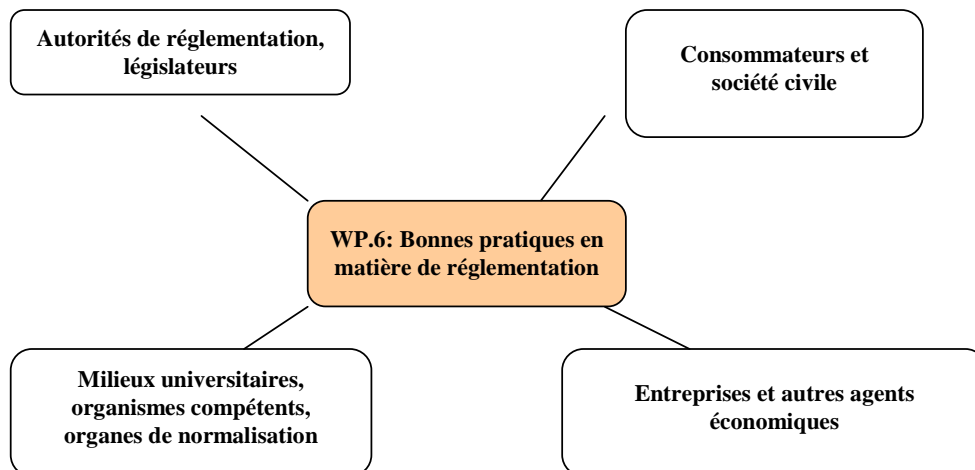 Autorités de réglementation,
législateurs
Consommateurs et
société civile
WP.6: Bonnes pratiques en
matière de réglementation
Milieux universitaires,
organismes compétents,
organes de normalisation
Entreprises et autres agents
économiques